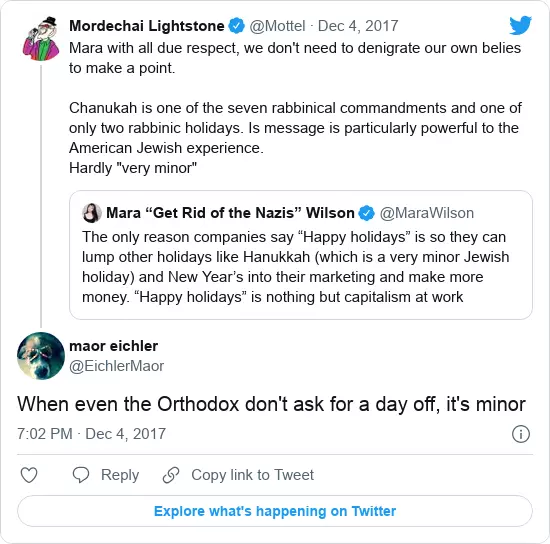 Mordechai Lightstone @Mottel · Dec 4, 2017
Mara with all due respect, we don't need to denigrate our own belies
to make a point.
Chanukah is one of the seven rabbinical commandments and one of
only two rabbinic holidays. Is message is particularly powerful to the
American Jewish experience.
Hardly "very minor"
Mara “Get Rid of the Nazis” Wilson @MaraWilson
The only reason companies say “Happy holidays” is so they can
lump other holidays like Hanukkah (which is a very minor Jewish
holiday) and New Year’s into their marketing and make more
money. “Happy holidays” is nothing but capitalism at work
maor eichler
@EichlerMaor
When even the Orthodox don't ask for a day off, it's minor
7:02 PM · Dec 4, 2017
Reply Copy link to Tweet
Explore what's happening on Twitter